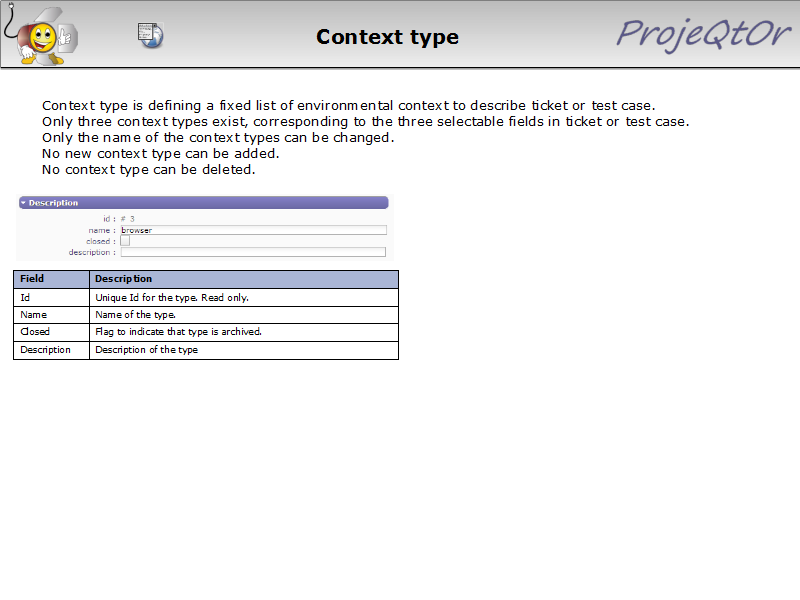 Context type
ProjeQtOr
Context type is defining a fixed list of environmental context to describe ticket or test case.
Only three context types exist, corresponding to the three selectable fields in ticket or test case.
Only the name of the context types can be changed.
No new context type can be added.
No context type can be deleted.
Description
id : # 3
name : browser
closed :
description :
Field Description
Id Unique Id for the type. Read only.
Name Name of the type.
Closed Flag to indicate that type is archived.
Description Description of the type